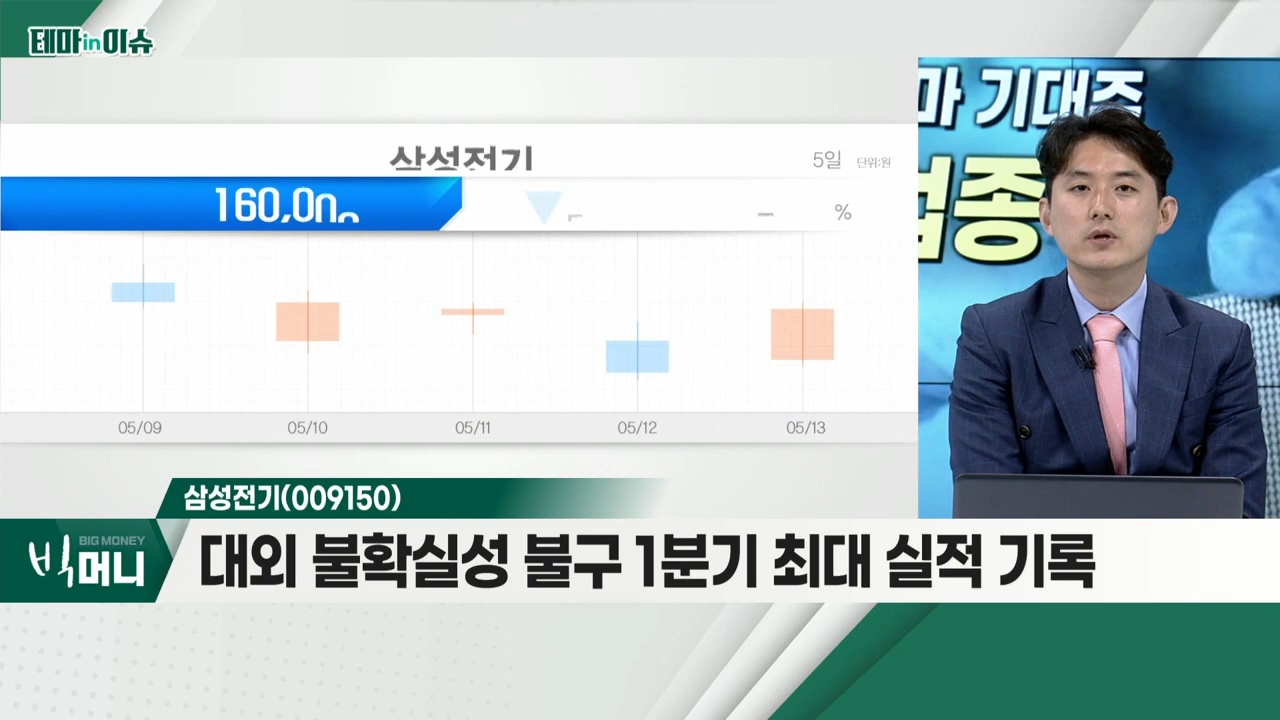 테마in이슈
마 기대주
검종
삼성전기
5일 단위:원
160,0
%
05/09 05/10 05/11 05/12 05/13
삼성전기(009150)
BIG MONEY
빅머니
대외 불확실성 불구 1분기 최대 실적 기록